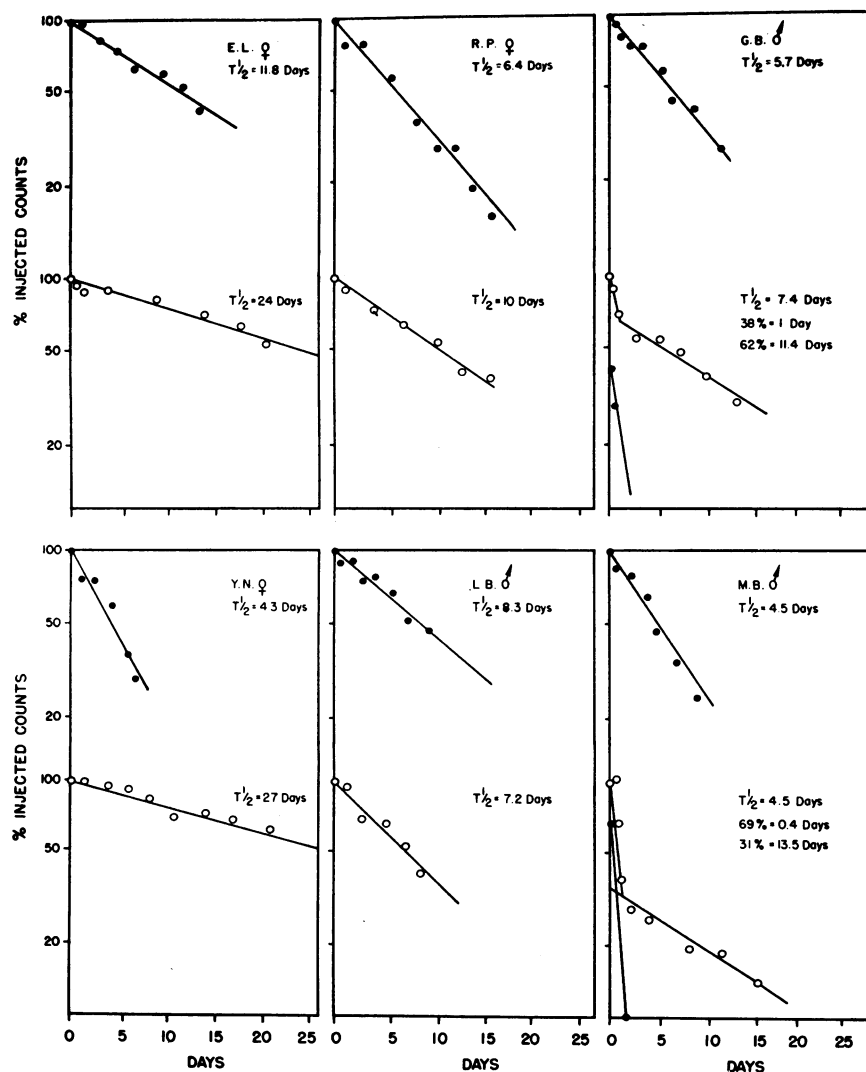 % INJECTED COUNTS
100
50
20
100
50
20
E.L. ♀
T½ = 11.8 Days
T½ = 24 Days
R.P. ♀
T½ = 6.4 Days
T½ = 10 Days
G.B. ♂
T½ = 5.7 Days
T½ = 7.4 Days
38% = 1 Day
62% = 11.4 Days
% INJECTED COUNTS
100
50
20
100
50
20
Y.N. ♀
T½ = 4.3 Days
T½ = 27 Days
L B. ♂
T½ = 8.3 Days
T½ = 7.2 Days
M.B. ♂
T½ = 4.5 Days
T½ = 4.5 Days
69% = 0.4 Days
31% = 13.5 Days
0 5 10 15 20 25
0 5 10 15 20 25
0 5 10 15 20 25
DAYS
DAYS
DAYS